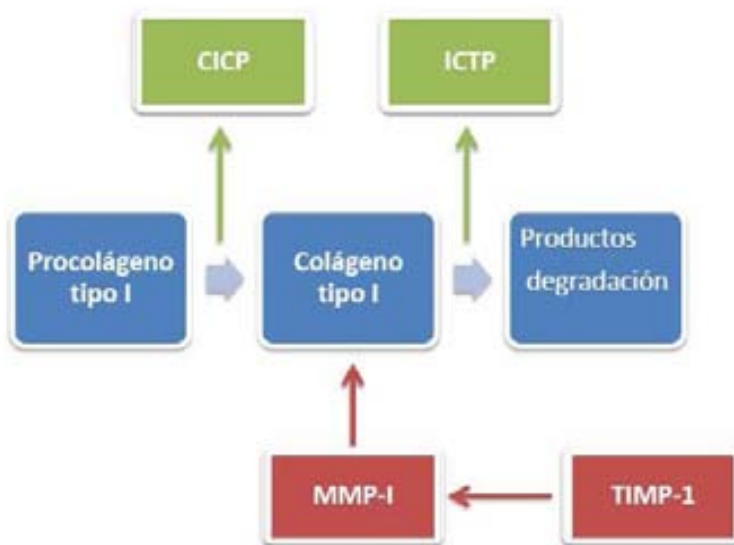 CICP
ICTP
Procolágeno
tipo I
Colágeno
tipo I
Productos
degradación
MMP-I
TIMP-1